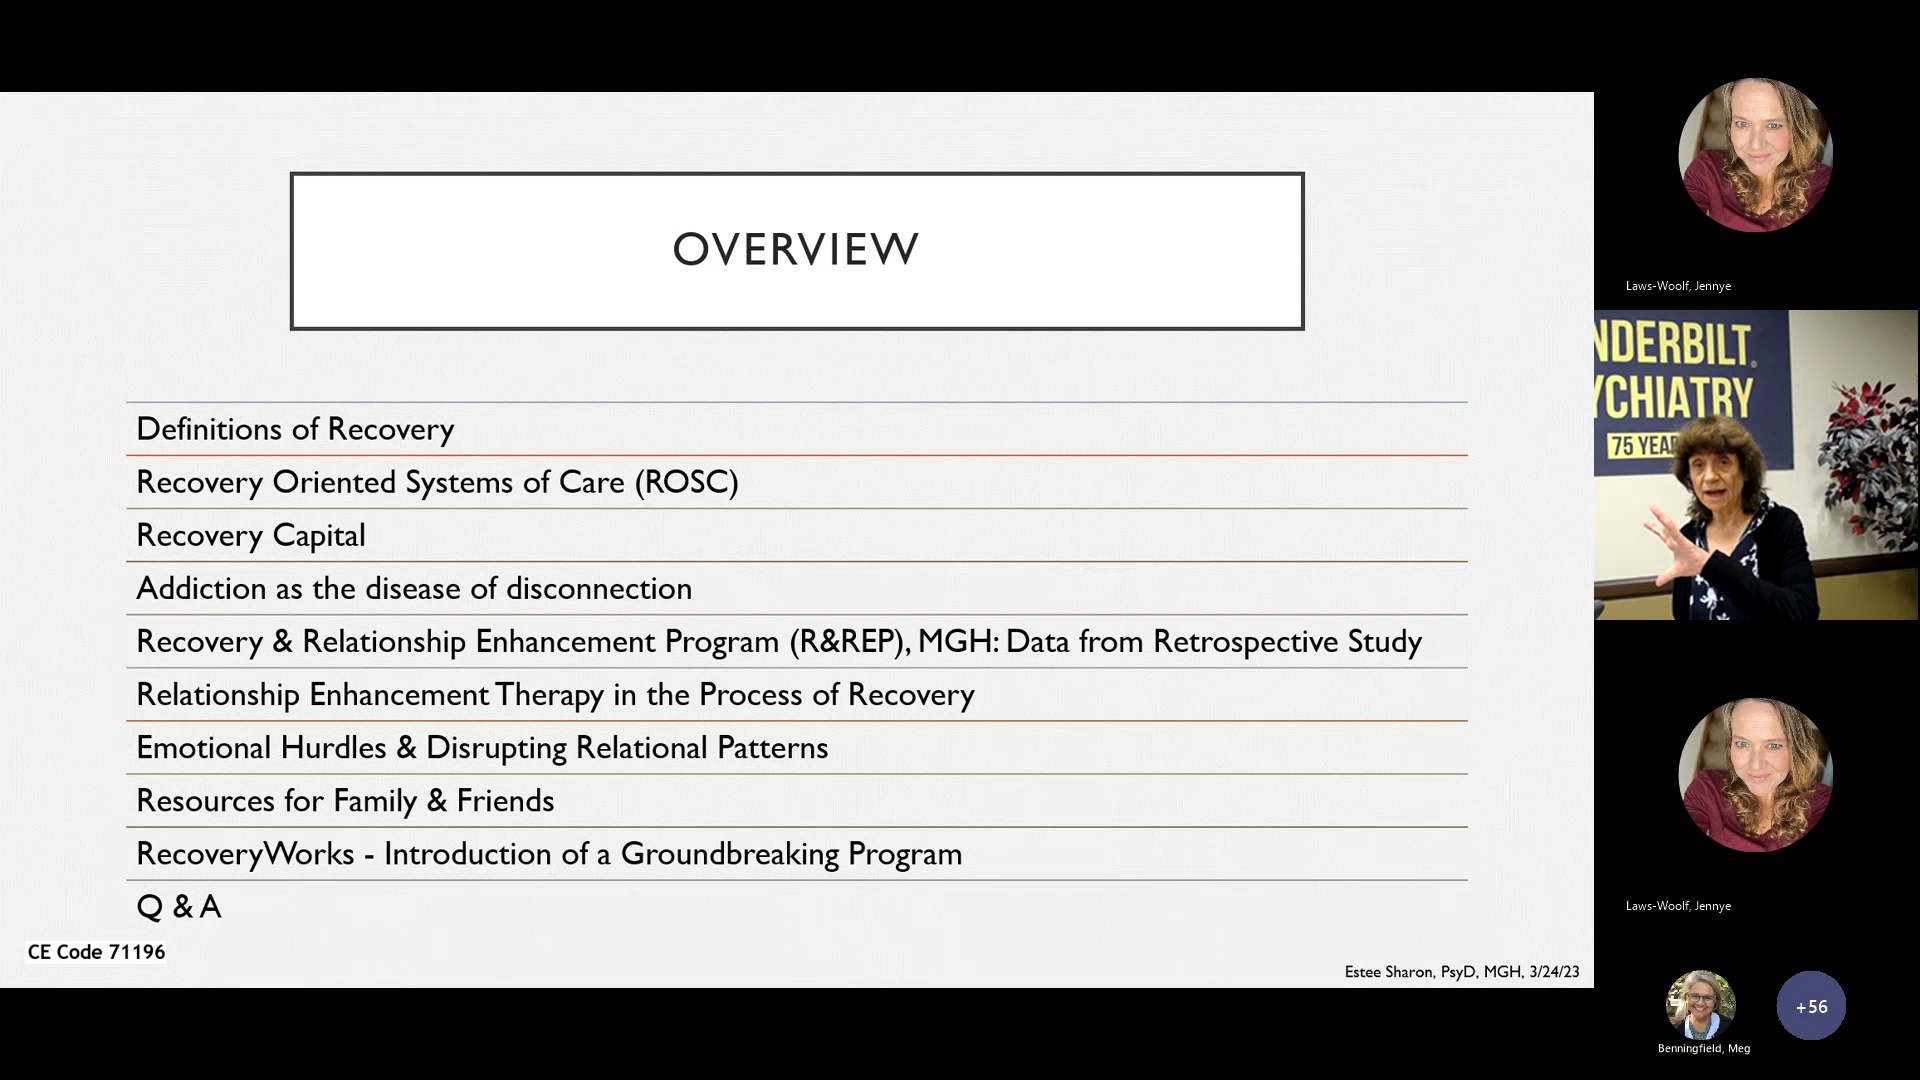 OVERVIEW
Definitions of Recovery
Recovery Oriented Systems of Care (ROSC)
Recovery Capital
Addiction as the disease of disconnection
Recovery & Relationship Enhancement Program (R&REP), MGH: Data from Retrospective Study
Relationship Enhancement Therapy in the Process of Recovery
Emotional Hurdles & Disrupting Relational Patterns
Resources for Family & Friends
RecoveryWorks - Introduction of a Groundbreaking Program
Q & A
CE Code 71196
Estee Sharon, PsyD, MGH, 3/24/23
Laws-Woolf, Jennye
NDERBILT
YCHIATRY
75 YEA
Laws-Woolf, Jennye
+56
Benningfield, Meg